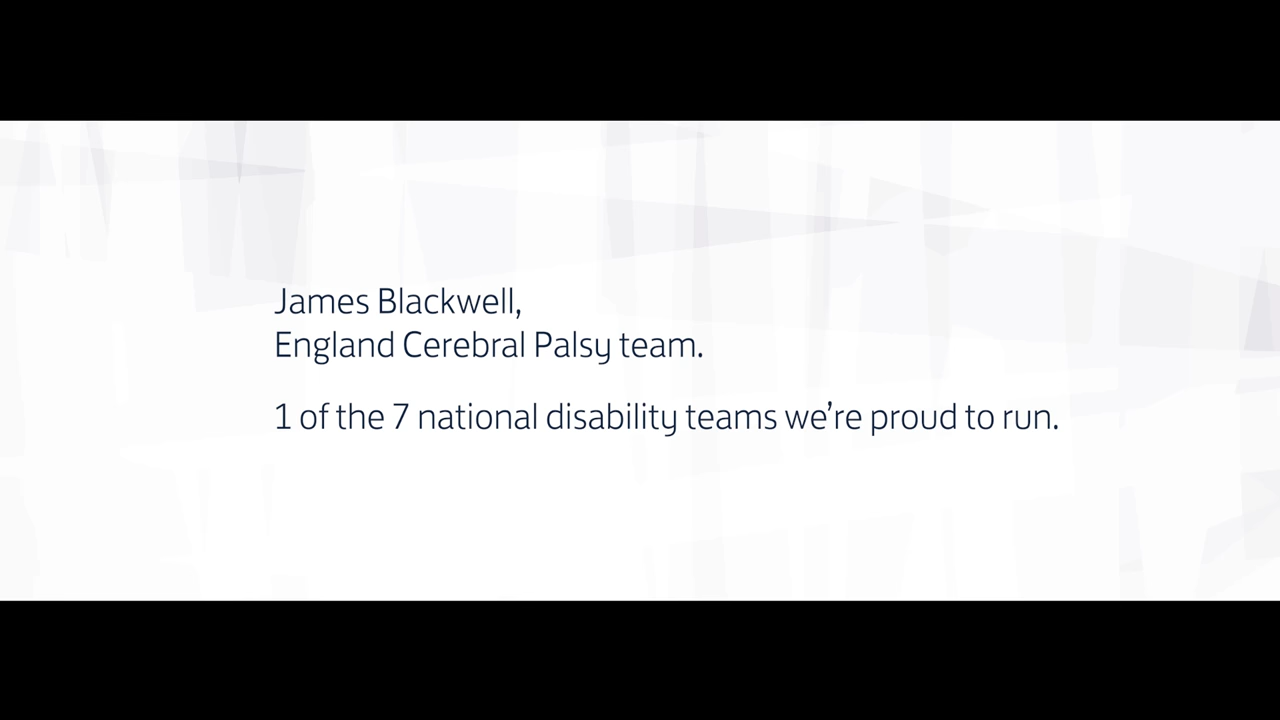 James Blackwell,
England Cerebral Palsy team.
1 of the 7 national disability teams we’re proud to run.